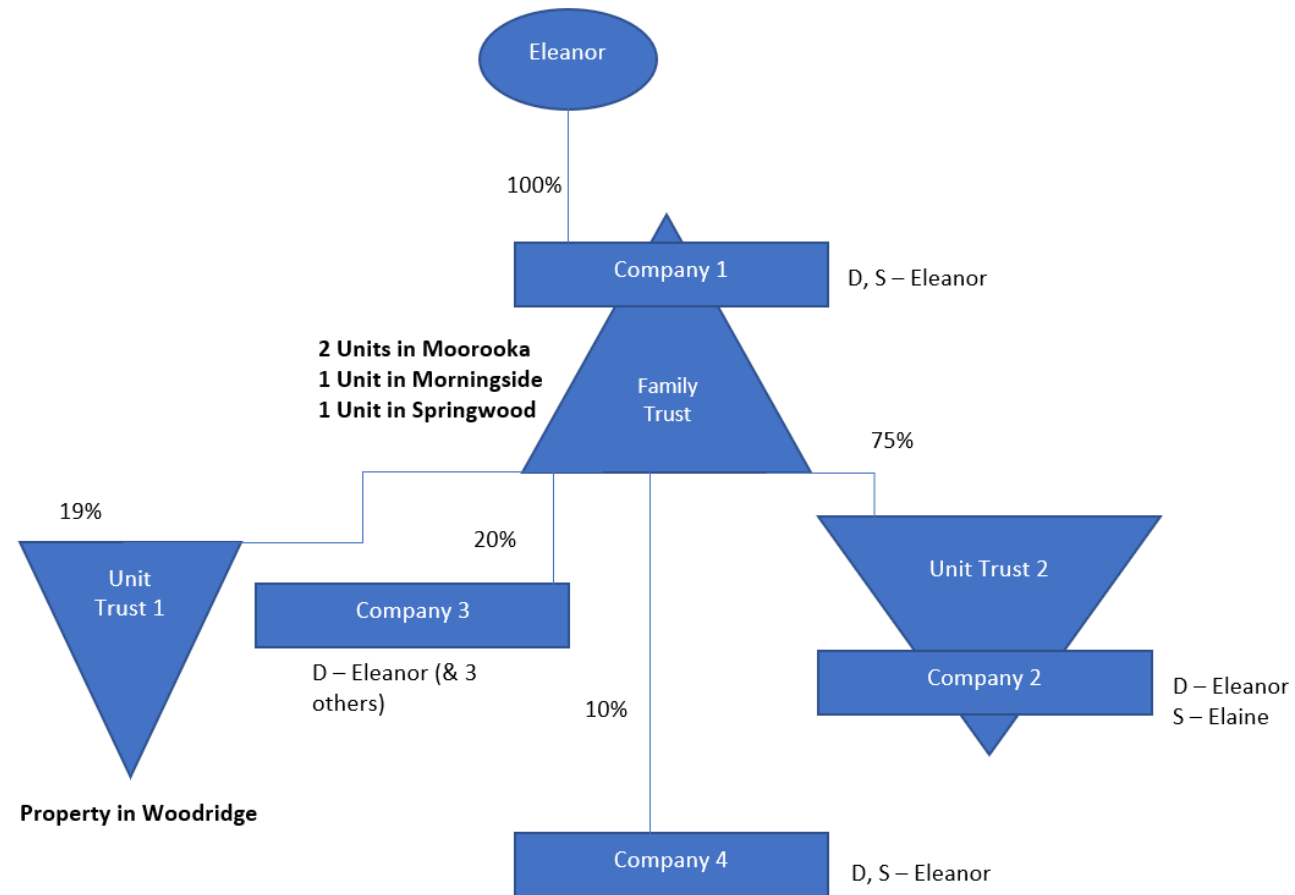 Eleanor
100%
Company 1
D, S – Eleanor
2 Units in Moorooka
1 Unit in Morningside
1 Unit in Springwood
Family
Trust
75%
19%
20%
Unit
Trust 1
Unit Trust 2
Company 3
D – Eleanor (& 3
others)
Company 2
D – Eleanor
S – Elaine
10%
Property in Woodridge
Company 4
D, S – Eleanor